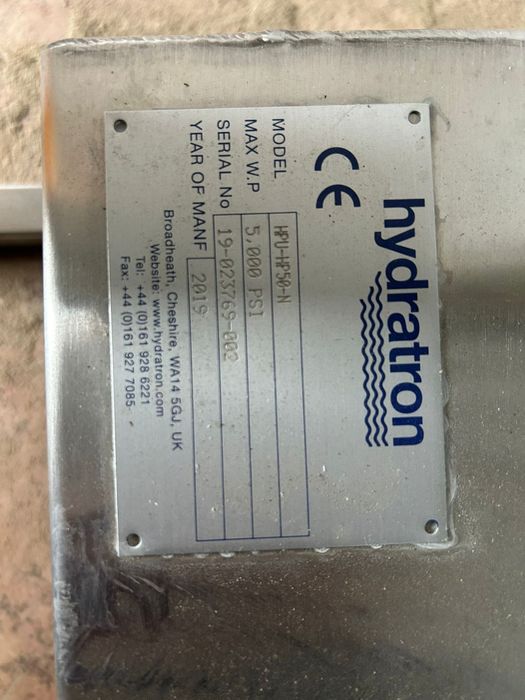 hydratron
CE
MODEL HPU-HP50-N
MAX W.P 5,000 PSI
SERIAL No 19-023769-002
YEAR OF MANF 2019
Broadheath, Cheshire, WA14 5GJ, UK
Website: www.hydratron.com
Tel: +44 (0)161 928 6221
Fax: +44 (0)161 927 7085